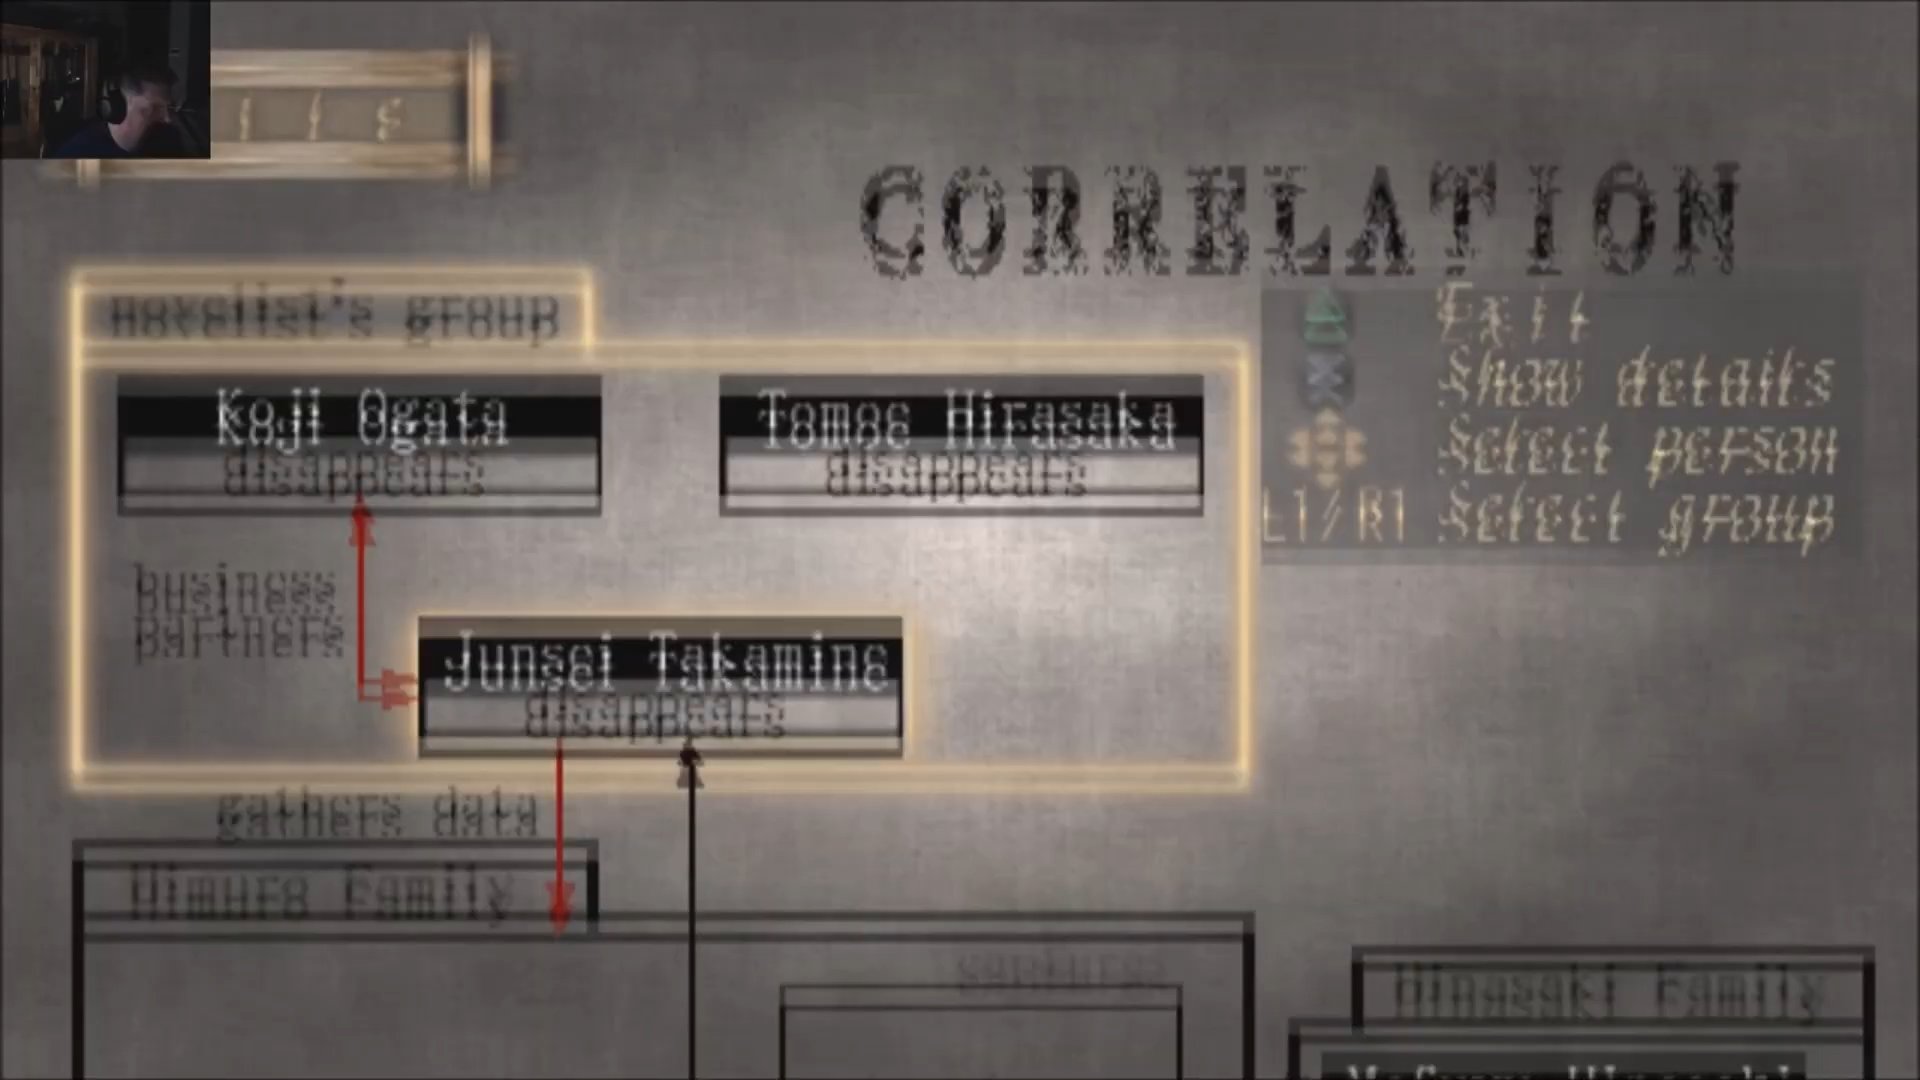 CORRELATION
novelist's group
Exit
Show details
Select person
L1/R1 Select group
Koji Ogata
disappears
Tomoe Hirasaka
disappears
business
partners
Junsei Takamine
disappears
gathers data
Himuro Family
Hinasaki Family